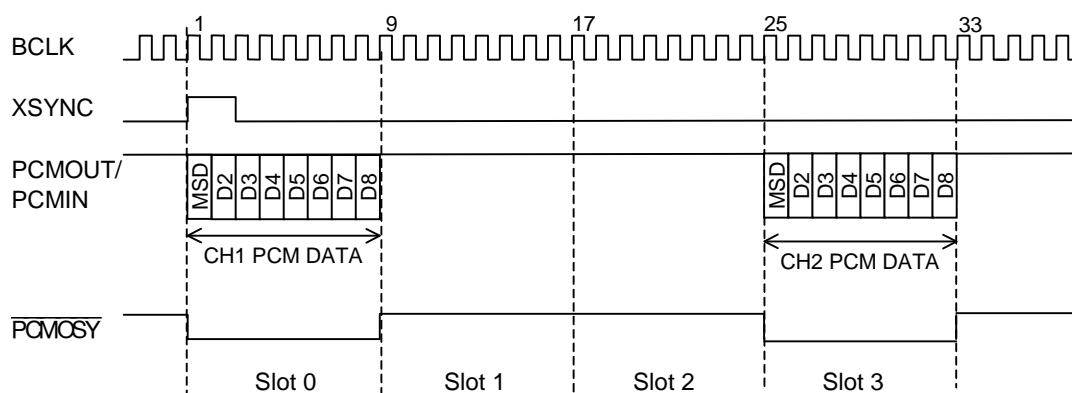 1 9 17 25 33
BCLK
XSYNC
PCMOUT/
PCMIN
MSD D2 D3 D4 D5 D6 D7 D8 MSD D2 D3 D4 D5 D6 D7 D8
CH1 PCM DATA CH2 PCM DATA
PCMOSY
Slot 0 Slot 1 Slot 2 Slot 3